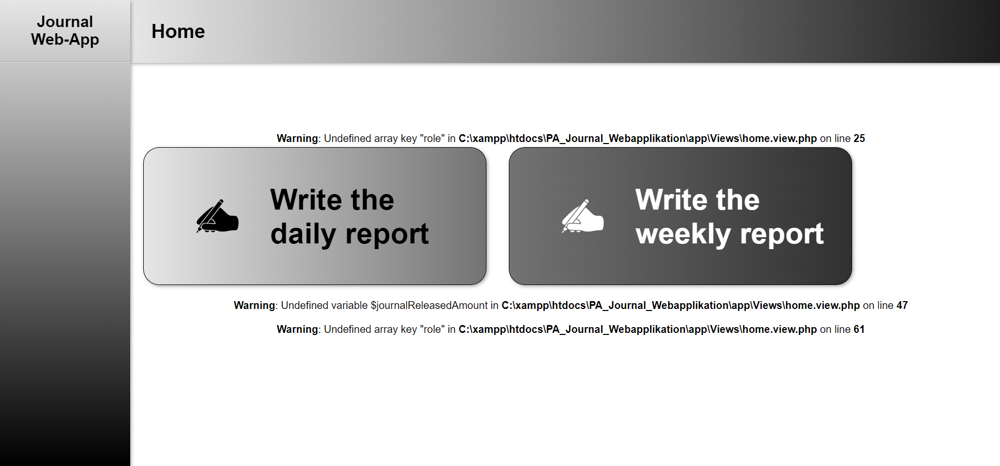 Journal
Web-App
Home
Warning: Undefined array key "role" in C:\xampp\htdocs\PA_Journal_Webapplikation\app\Views\home.view.php on line 25
Write the
daily report
Write the
weekly report
Warning: Undefined variable $journalReleasedAmount in C:\xampp\htdocs\PA_Journal_Webapplikation\app\Views\home.view.php on line 47
Warning: Undefined array key "role" in C:\xampp\htdocs\PA_Journal_Webapplikation\app\Views\home.view.php on line 61